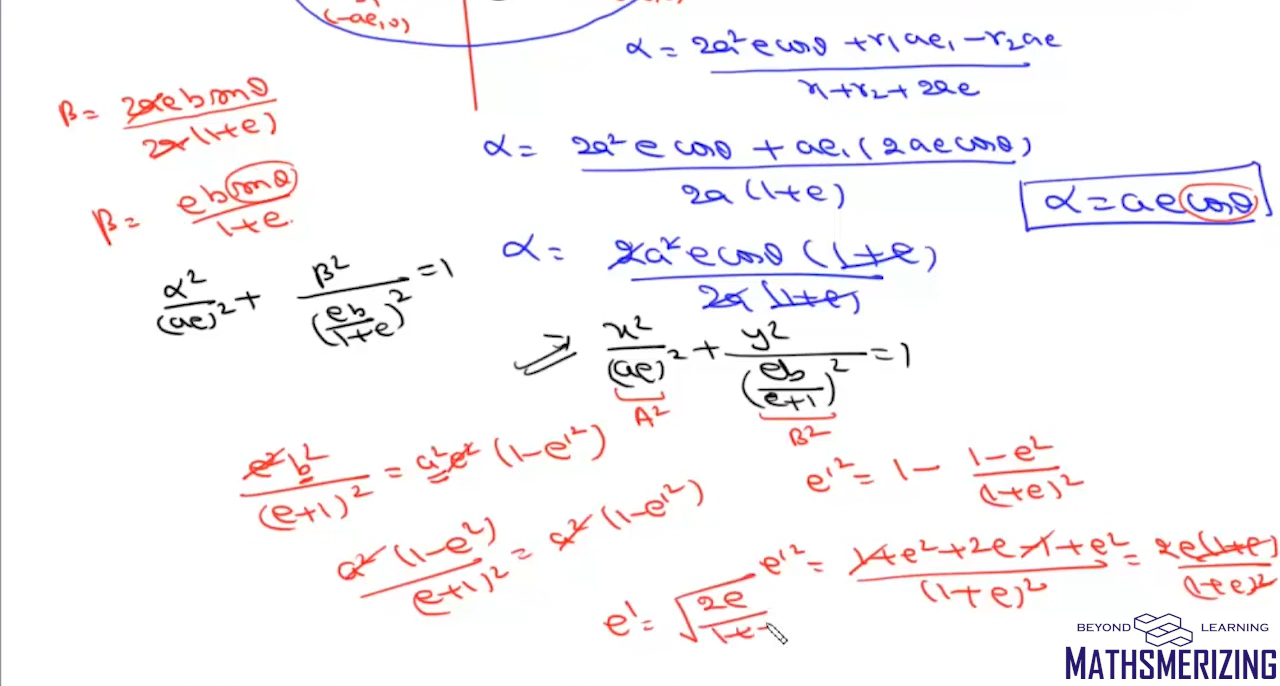 (-ae,0)
α = 2a²e cosθ + r₁ae, - r₂ae / r₁+r₂+2ae
β = 2aeb sinθ / 2a(1+e)
α = 2a²e cosθ + ae₁(2ae cosθ) / 2a(1+e)
β = eb sinθ / 1+e.
α = ae cosθ
α = 2a²e cosθ (1+e) / 2a(1+e)
α²/(ae)² + β²/(eb/1+e)² = 1
⇒ x²/(ae)² + y²/(eb/e+1)² = 1
A²
B²
e²b²/(e+1)² = a²e²(1-e'²)
e'² = 1 - 1-e²/(1+e)²
a²(1-e²)/(e+1)² = a²(1-e'²)
e'² = 1+e²+2e-1+e²/(1+e)² = 2e(1+e)/(1+e)²
e' = √2e/1+e
BEYOND LEARNING
MATHSMERIZING